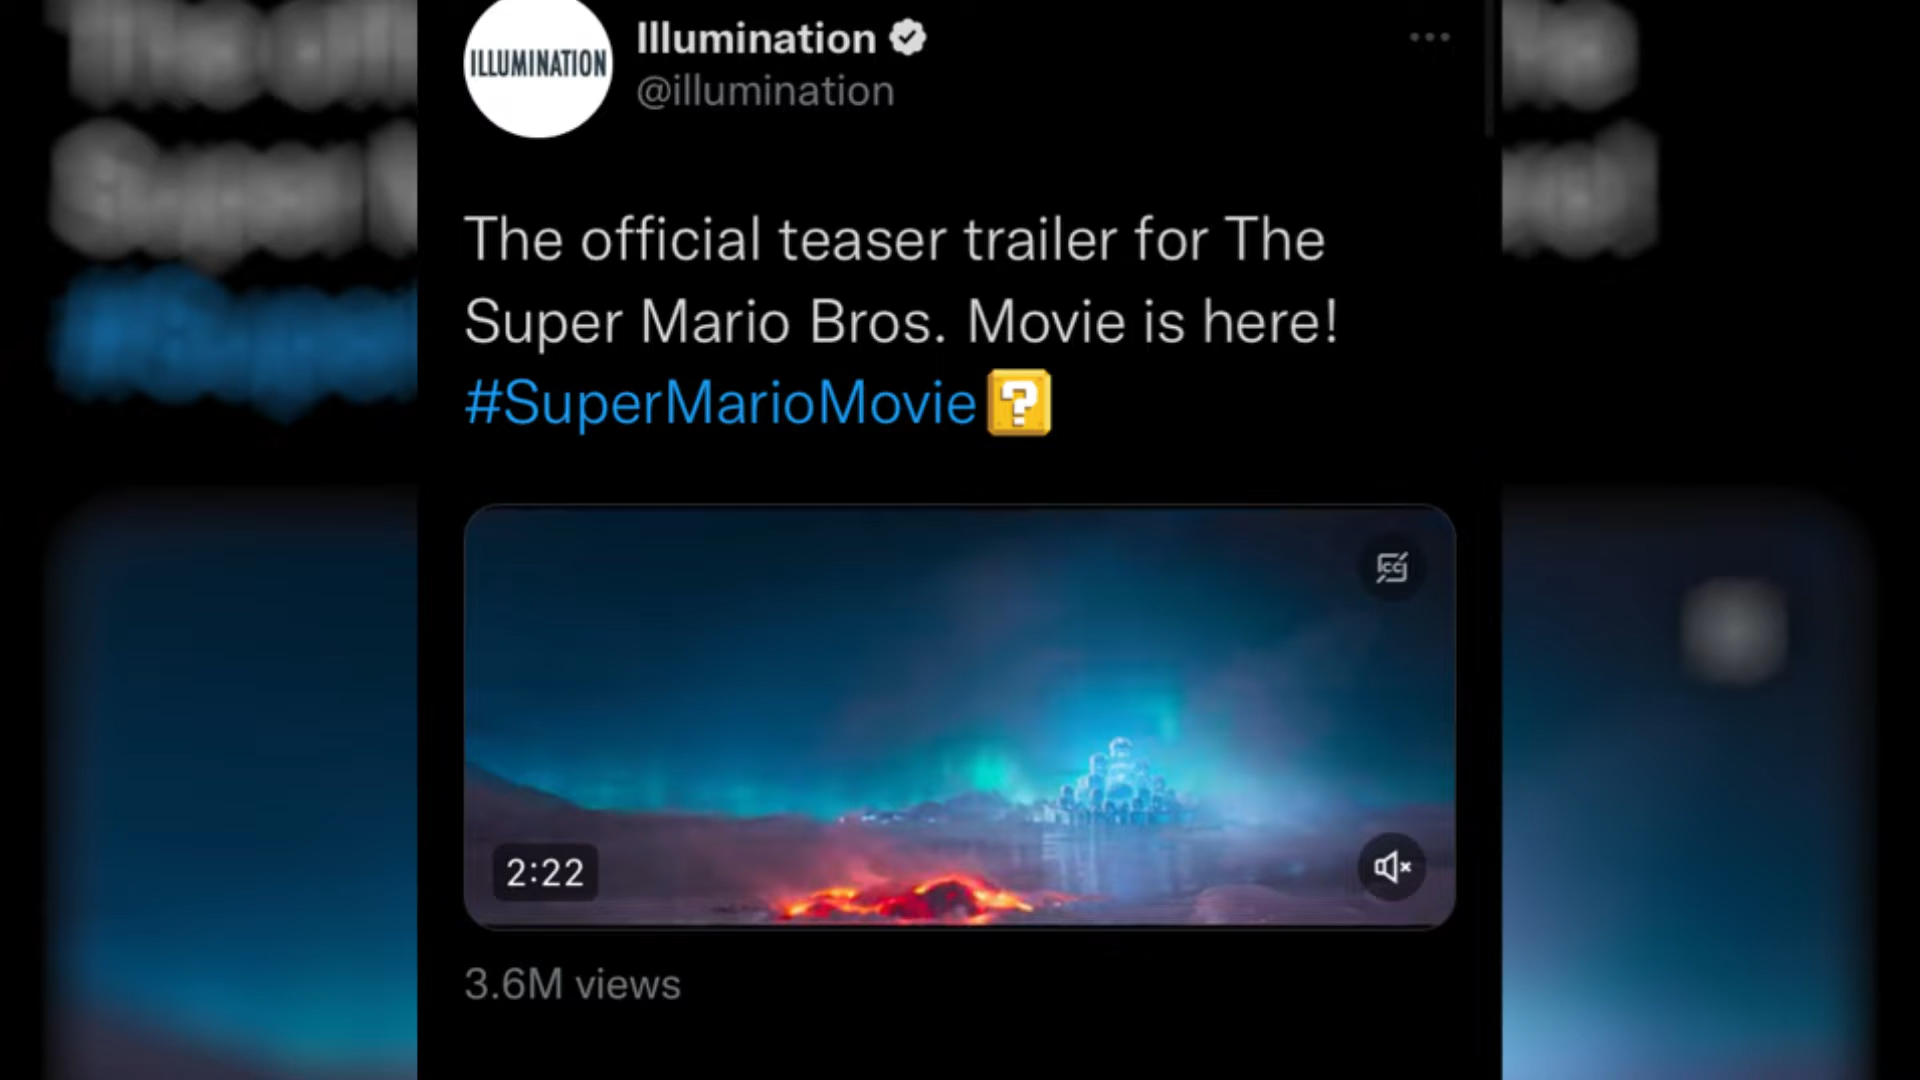 ILLUMINATION
Illumination
@illumination
The official teaser trailer for The
Super Mario Bros. Movie is here!
#SuperMarioMovie
CC
2:22
3.6M views